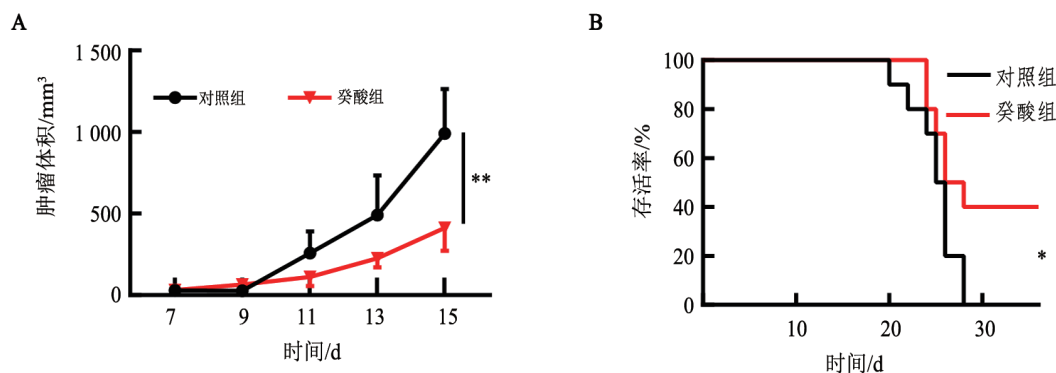 A
肿瘤体积/mm³
1 500
1 000
500
0
对照组
癸酸组
**
7 9 11 13 15
时间/d
B
存活率/%
100
80
60
40
20
0
对照组
癸酸组
*
10 20 30
时间/d